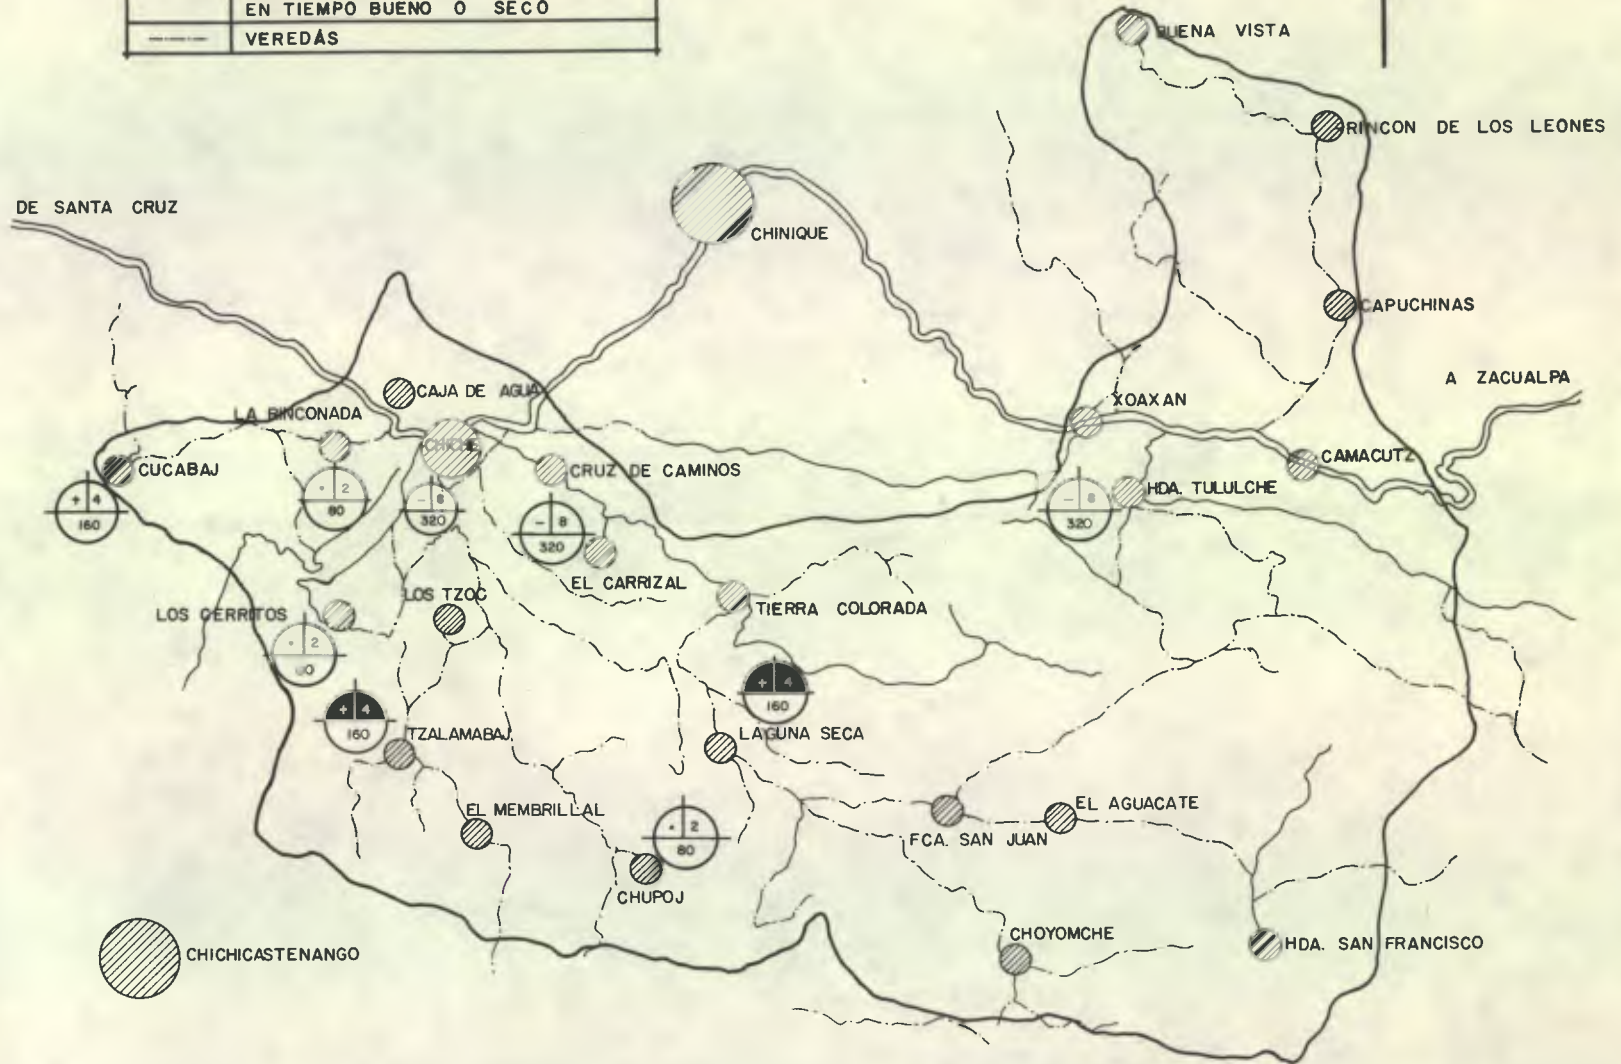 EN TIEMPO BUENO O SECO
VEREDÁS
BUENA VISTA
RINCON DE LOS LEONES
DE SANTA CRUZ
CHINIQUE
CAPUCHINAS
A ZACUALPA
CAJA DE AGUA
XOAXAN
LA RINCONADA
CHICHE
CAMACUTZ
CUCABAJ
CRUZ DE CAMINOS
HDA. TULULCHE
+ 4
160
• 2
80
- 8
320
- 8
320
- 8
320
EL CARRIZAL
LOS TZOC
TIERRA COLORADA
LOS CERRITOS
• 2
+ 4
160
+ 4
160
TZALAMABAJ
LAGUNA SECA
EL MEMBRILLAL
EL AGUACATE
• 2
80
FCA. SAN JUAN
CHUPOJ
CHOYOMCHE
HDA. SAN FRANCISCO
CHICHICASTENANGO